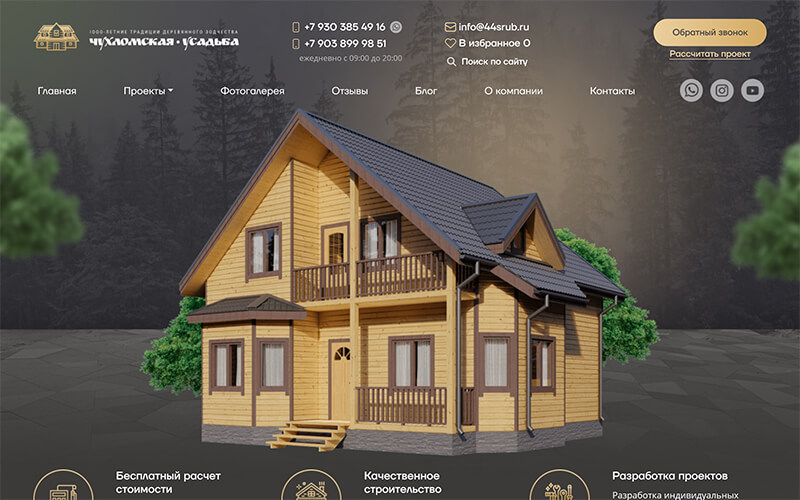 1000-ЛЕТНИЕ ТРАДИЦИИ ДЕРЕВЯННОГО ЗОДЧЕСТВА
ЧУХЛОМСКАЯ • УСАДЬБА
+7 930 385 49 16
+7 903 899 98 51
ежедневно с 09:00 до 20:00
info@44srub.ru
В избранное 0
Поиск по сайту
Обратный звонок
Рассчитать проект
Главная
Проекты
Фотогалерея
Отзывы
Блог
О компании
Контакты
Бесплатный расчет
стоимости
Качественное
строительство
Разработка проектов
Разработка индивидуальных